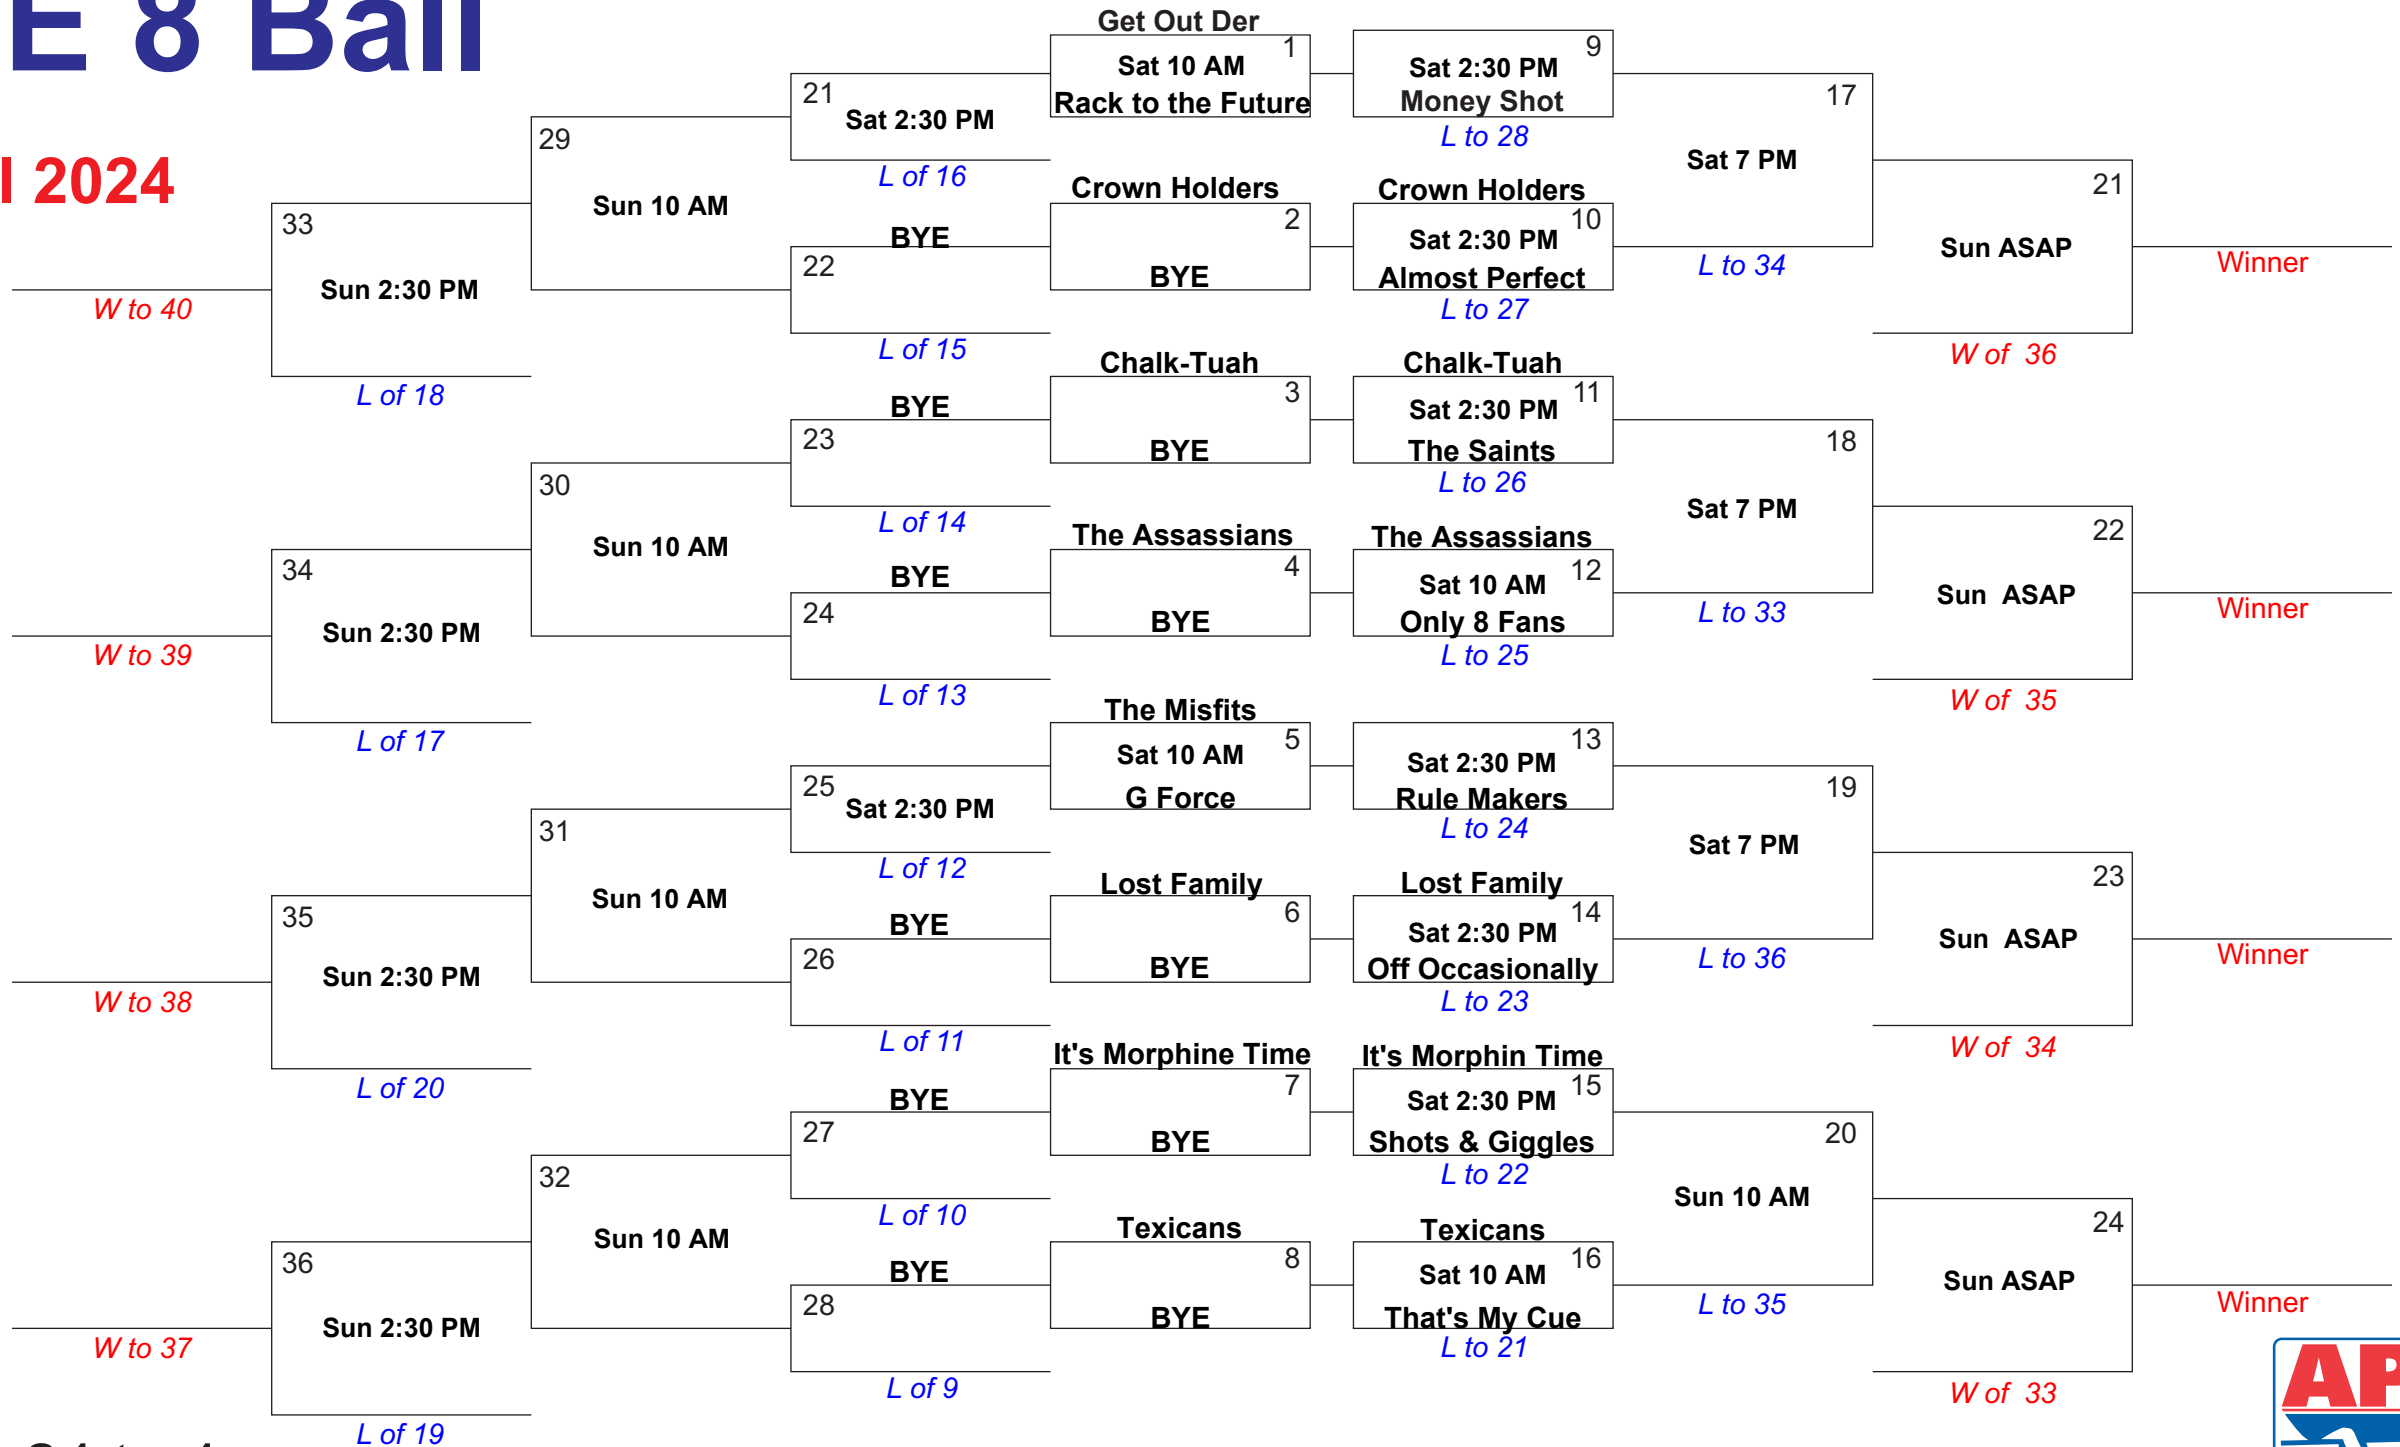 E 8 Ball
2024
Get Out Der
1
Sat 10 AM
Rack to the Future
9
Sat 2:30 PM
Money Shot
L to 28
21
Sat 2:30 PM
L of 16
17
Sat 7 PM
29
Sun 10 AM
Crown Holders
2
BYE
Crown Holders
10
Sat 2:30 PM
Almost Perfect
L to 27
21
Sun ASAP
Winner
W of 36
33
Sun 2:30 PM
W to 40
L of 18
BYE
22
L of 15
L to 34
Chalk-Tuah
3
BYE
Chalk-Tuah
11
Sat 2:30 PM
The Saints
L to 26
BYE
23
L of 14
18
Sat 7 PM
30
Sun 10 AM
The Assassians
4
BYE
The Assassians
12
Sat 10 AM
Only 8 Fans
L to 25
22
Sun ASAP
Winner
W of 35
34
Sun 2:30 PM
W to 39
L of 17
BYE
24
L of 13
L to 33
The Misfits
5
Sat 10 AM
G Force
13
Sat 2:30 PM
Rule Makers
L to 24
25
Sat 2:30 PM
L of 12
19
Sat 7 PM
31
Sun 10 AM
Lost Family
6
BYE
Lost Family
14
Sat 2:30 PM
Off Occasionally
L to 23
23
Sun ASAP
Winner
W of 34
35
Sun 2:30 PM
W to 38
L of 20
BYE
26
L of 11
L to 36
It's Morphine Time
7
BYE
It's Morphin Time
15
Sat 2:30 PM
Shots & Giggles
L to 22
BYE
27
L of 10
20
Sun 10 AM
32
Sun 10 AM
Texicans
8
BYE
Texicans
16
Sat 10 AM
That's My Cue
L to 21
24
Sun ASAP
Winner
W of 33
36
Sun 2:30 PM
W to 37
L of 19
BYE
28
L of 9
L to 35
AP